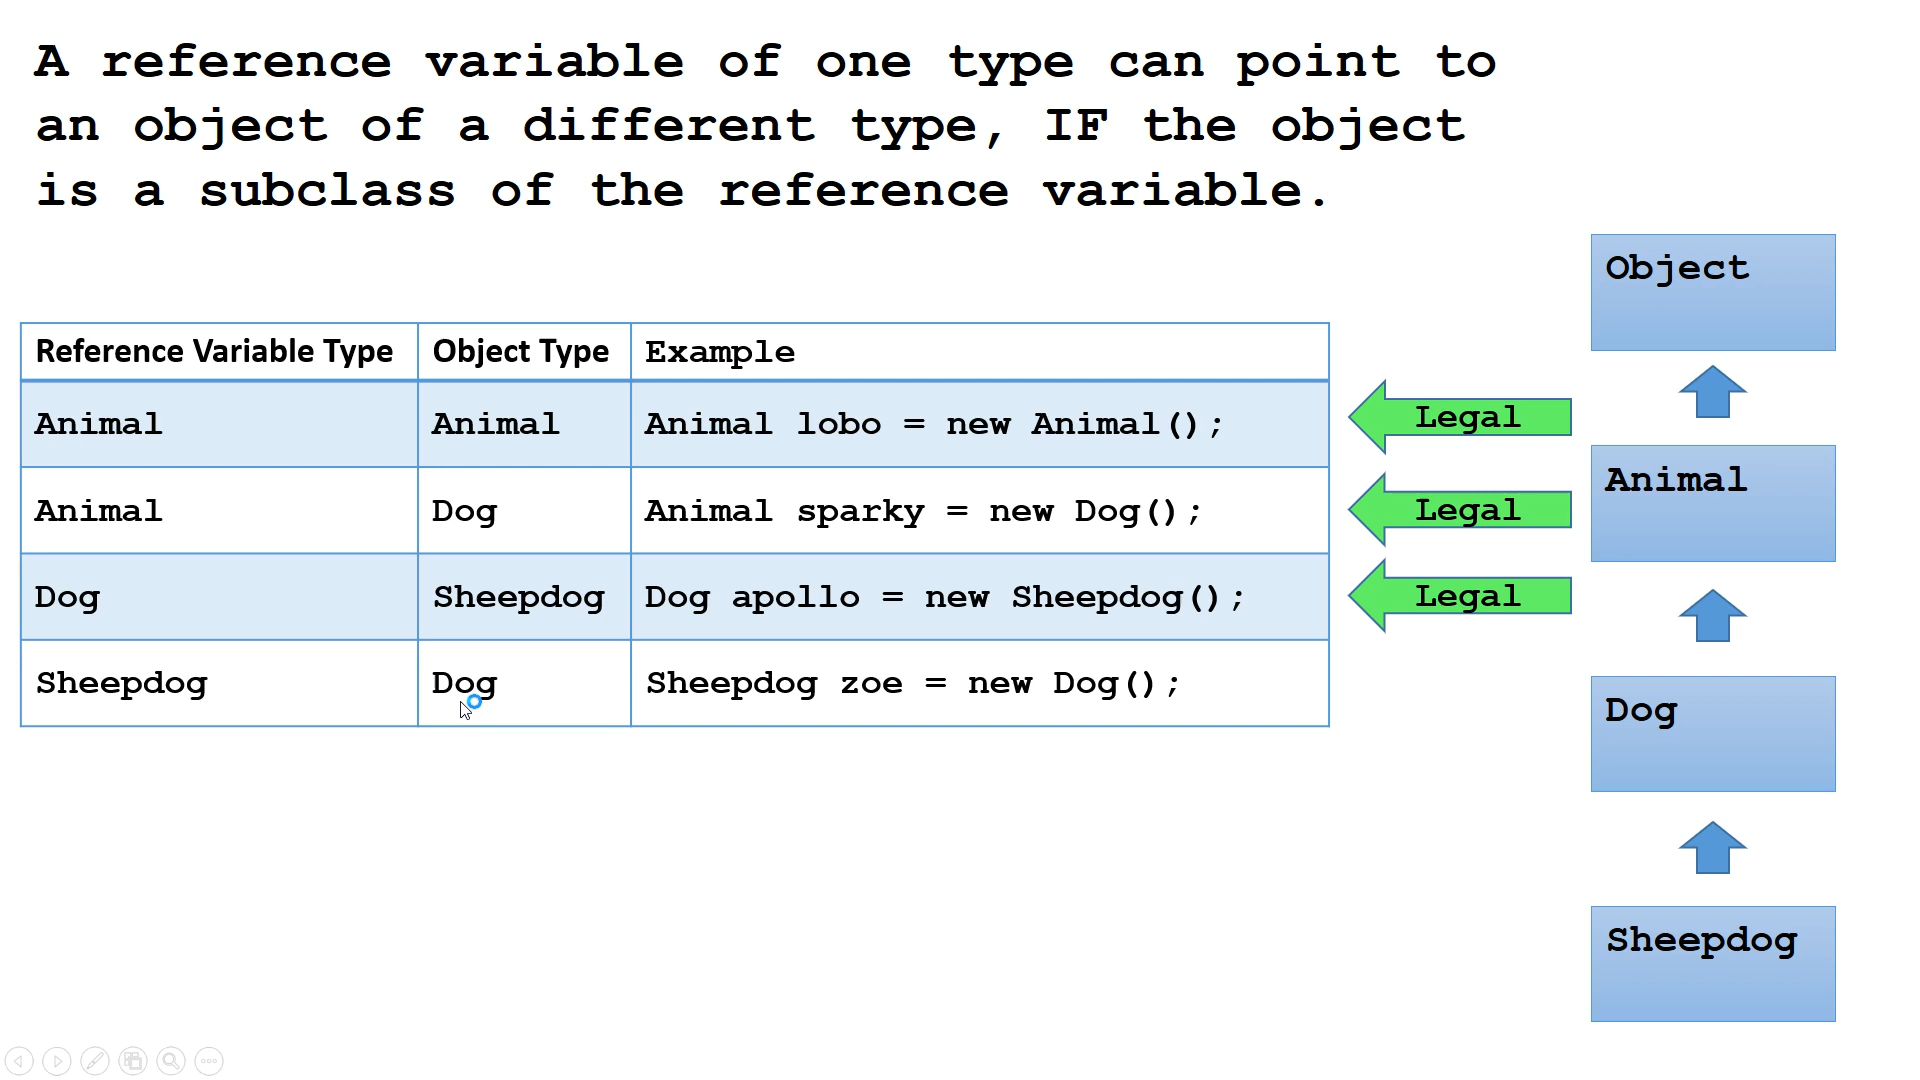 A reference variable of one type can point to
an object of a different type, IF the object
is a subclass of the reference variable.
Reference Variable Type Object Type Example
Animal Animal Animal lobo = new Animal(); Legal
Animal Dog Animal sparky = new Dog(); Legal
Dog Sheepdog Dog apollo = new Sheepdog(); Legal
Sheepdog Dog Sheepdog zoe = new Dog();
Object
Animal
Dog
Sheepdog